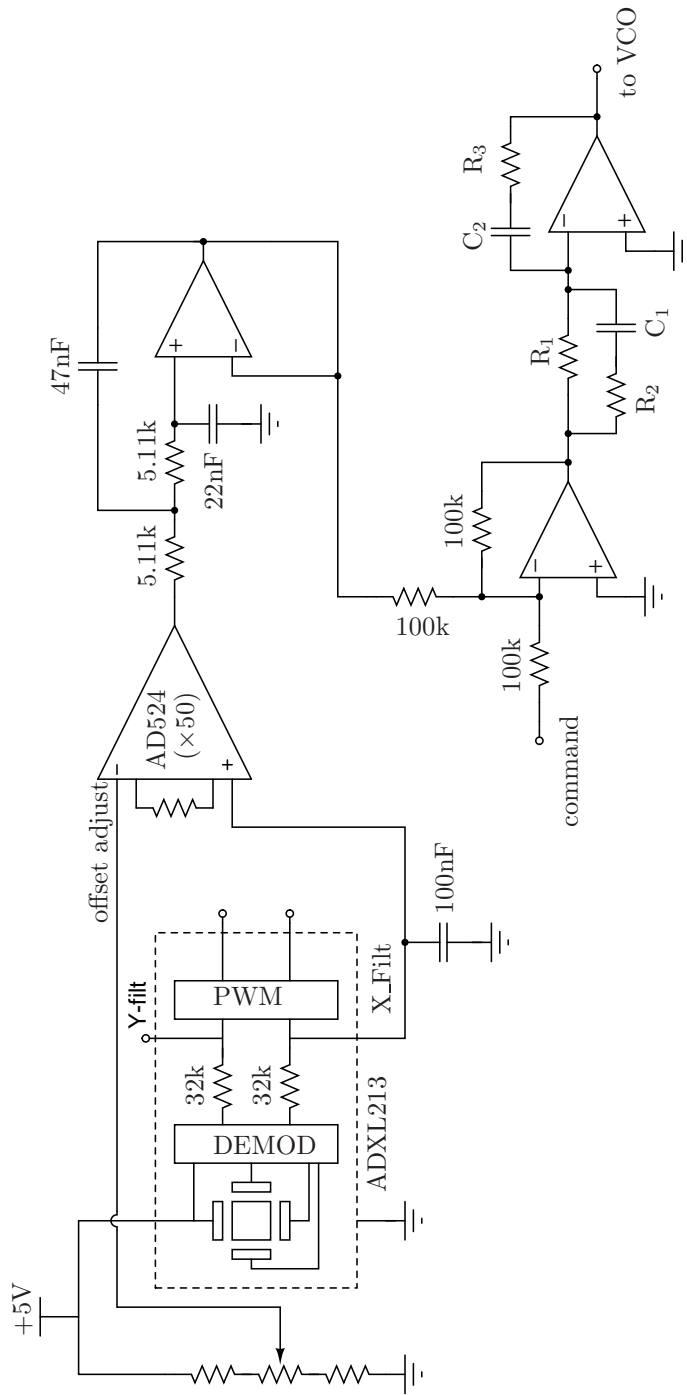 +5V
offset adjust
Y-filt
32k
32k
DEMOD
PWM
ADXL213
X_Filt
100nF
−
+
AD524
(×50)
5.11k
5.11k
22nF
47nF
+
−
100k
100k
100k
command
−
+
R1
R2
C1
C2
R3
−
+
to VCO